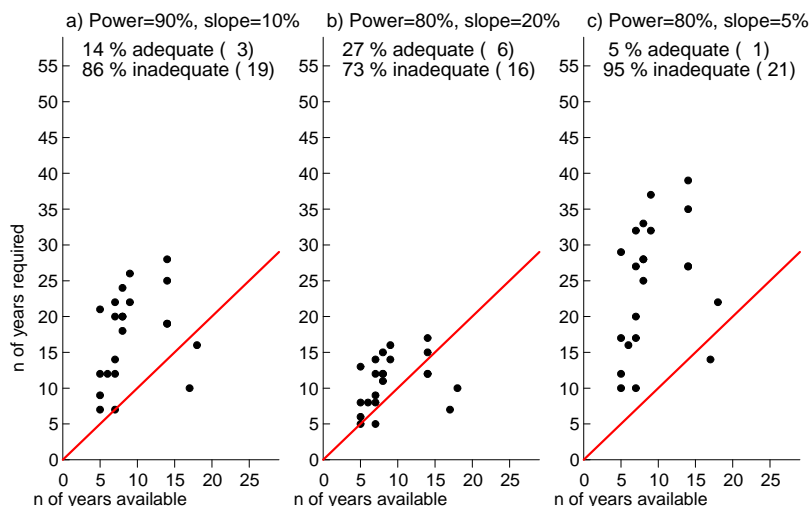 a) Power=90%, slope=10%
14 % adequate ( 3)
86 % inadequate ( 19)
n of years required
55
50
45
40
35
30
25
20
15
10
5
0
0 5 10 15 20 25
n of years available
b) Power=80%, slope=20%
27 % adequate ( 6)
73 % inadequate ( 16)
55
50
45
40
35
30
25
20
15
10
5
0
0 5 10 15 20 25
n of years available
c) Power=80%, slope=5%
5 % adequate ( 1)
95 % inadequate ( 21)
55
50
45
40
35
30
25
20
15
10
5
0
0 5 10 15 20 25
n of years available